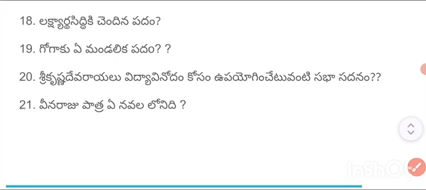 18. లక్ష్యార్థసిద్ధికి చెందిన పదం?
19. గోగాకు ఏ మండలిక పదం? ?
20. శ్రీకృష్ణదేవరాయలు విద్యావినోదం కోసం ఉపయోగించేటువంటి సభా సదనం??
21. వీనరాజు పాత్ర ఏ నవల లోనిది ?